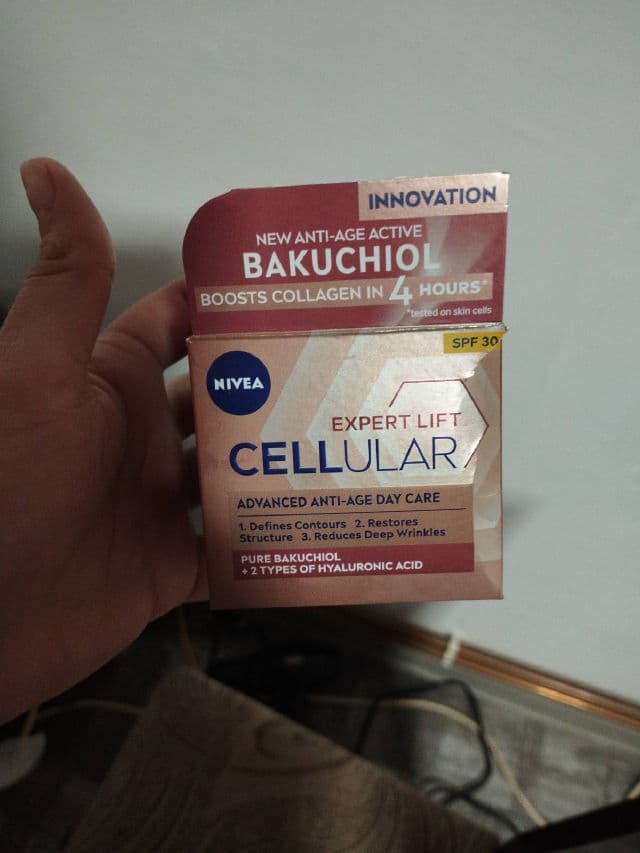 INNOVATION
NEW ANTI-AGE ACTIVE
BAKUCHIOL
BOOSTS COLLAGEN IN 4 HOURS*
*tested on skin cells
SPF 30
NIVEA
EXPERT LIFT
CELLULAR
ADVANCED ANTI-AGE DAY CARE
1. Defines Contours 2. Restores
Structure 3. Reduces Deep Wrinkles
PURE BAKUCHIOL
+ 2 TYPES OF HYALURONIC ACID